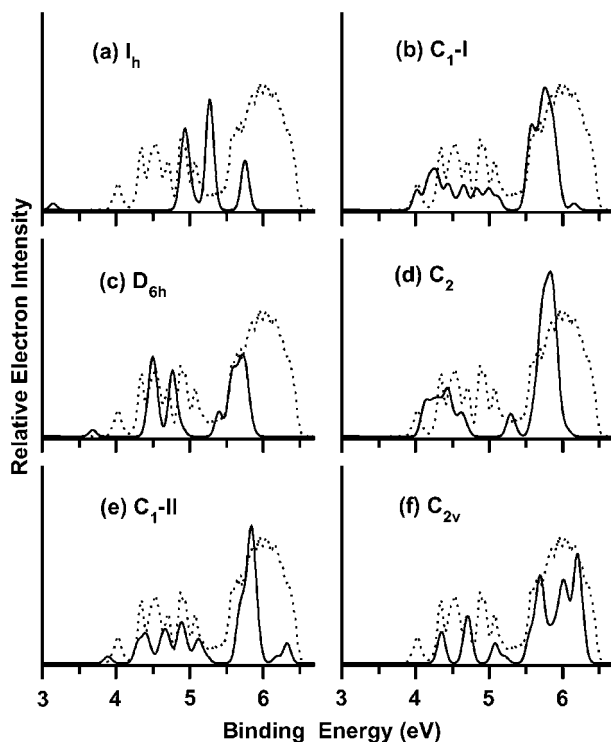 (a) Ih
(b) C1-I
(c) D6h
(d) C2
(e) C1-II
(f) C2v
Relative Electron Intensity
3 4 5 6 3 4 5 6
Binding Energy (eV)